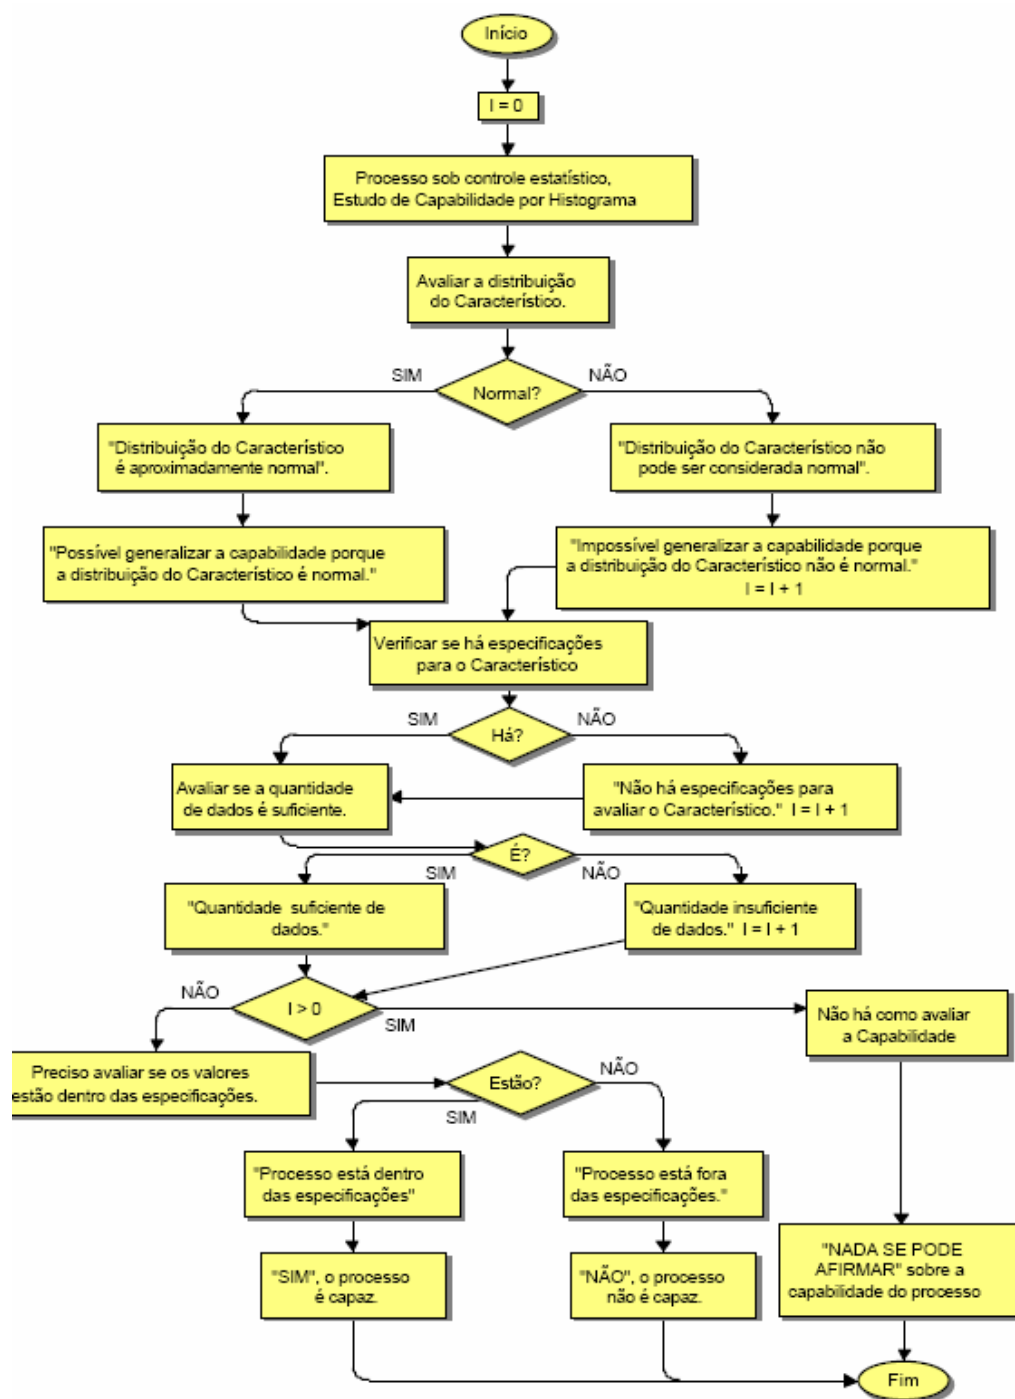 Início
I = 0
Processo sob controle estatístico,
Estudo de Capabilidade por Histograma
Avaliar a distribuição
do Característico.
SIM
Normal?
NÃO
"Distribuição do Característico
é aproximadamente normal".
"Distribuição do Característico não
pode ser considerada normal".
"Possível generalizar a capabilidade porque
a distribuição do Característico é normal."
"Impossível generalizar a capabilidade porque
a distribuição do Característico não é normal."
I = I + 1
Verificar se há especificações
para o Característico
SIM
Há?
NÃO
Avaliar se a quantidade
de dados é suficiente.
"Não há especificações para
avaliar o Característico." I = I + 1
É?
SIM
NÃO
"Quantidade suficiente de
dados."
"Quantidade insuficiente
de dados." I = I + 1
NÃO
I > 0
SIM
Não há como avaliar
a Capabilidade
Preciso avaliar se os valores
estão dentro das especificações.
Estão?
NÃO
SIM
"Processo está dentro
das especificações"
"Processo está fora
das especificações."
"SIM", o processo
é capaz.
"NÃO", o processo
não é capaz.
"NADA SE PODE
AFIRMAR" sobre a
capabilidade do processo
Fim